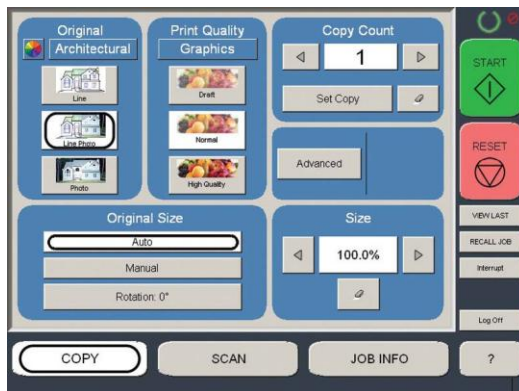 Original
Architectural
Line
Line Photo
Photo
Print Quality
Graphics
Draft
Normal
High Quality
Copy Count
1
Set Copy
Advanced
Original Size
Auto
Manual
Rotation: 0°
Size
100.0%
START
RESET
VIEW LAST
RECALL JOB
Interrupt
Log Off
COPY
SCAN
JOB INFO
?